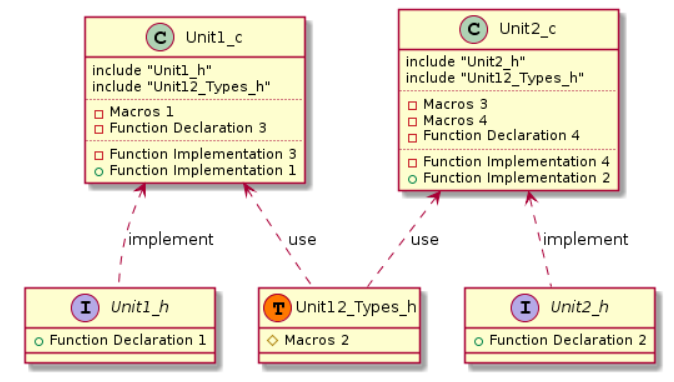 C Unit1_c
include "Unit1_h"
include "Unit12_Types_h"
Macros 1
Function Declaration 3
Function Implementation 3
Function Implementation 1
C Unit2_c
include "Unit2_h"
include "Unit12_Types_h"
Macros 3
Macros 4
Function Declaration 4
Function Implementation 4
Function Implementation 2
implement
use
use
implement
I Unit1_h
Function Declaration 1
T Unit12_Types_h
Macros 2
I Unit2_h
Function Declaration 2